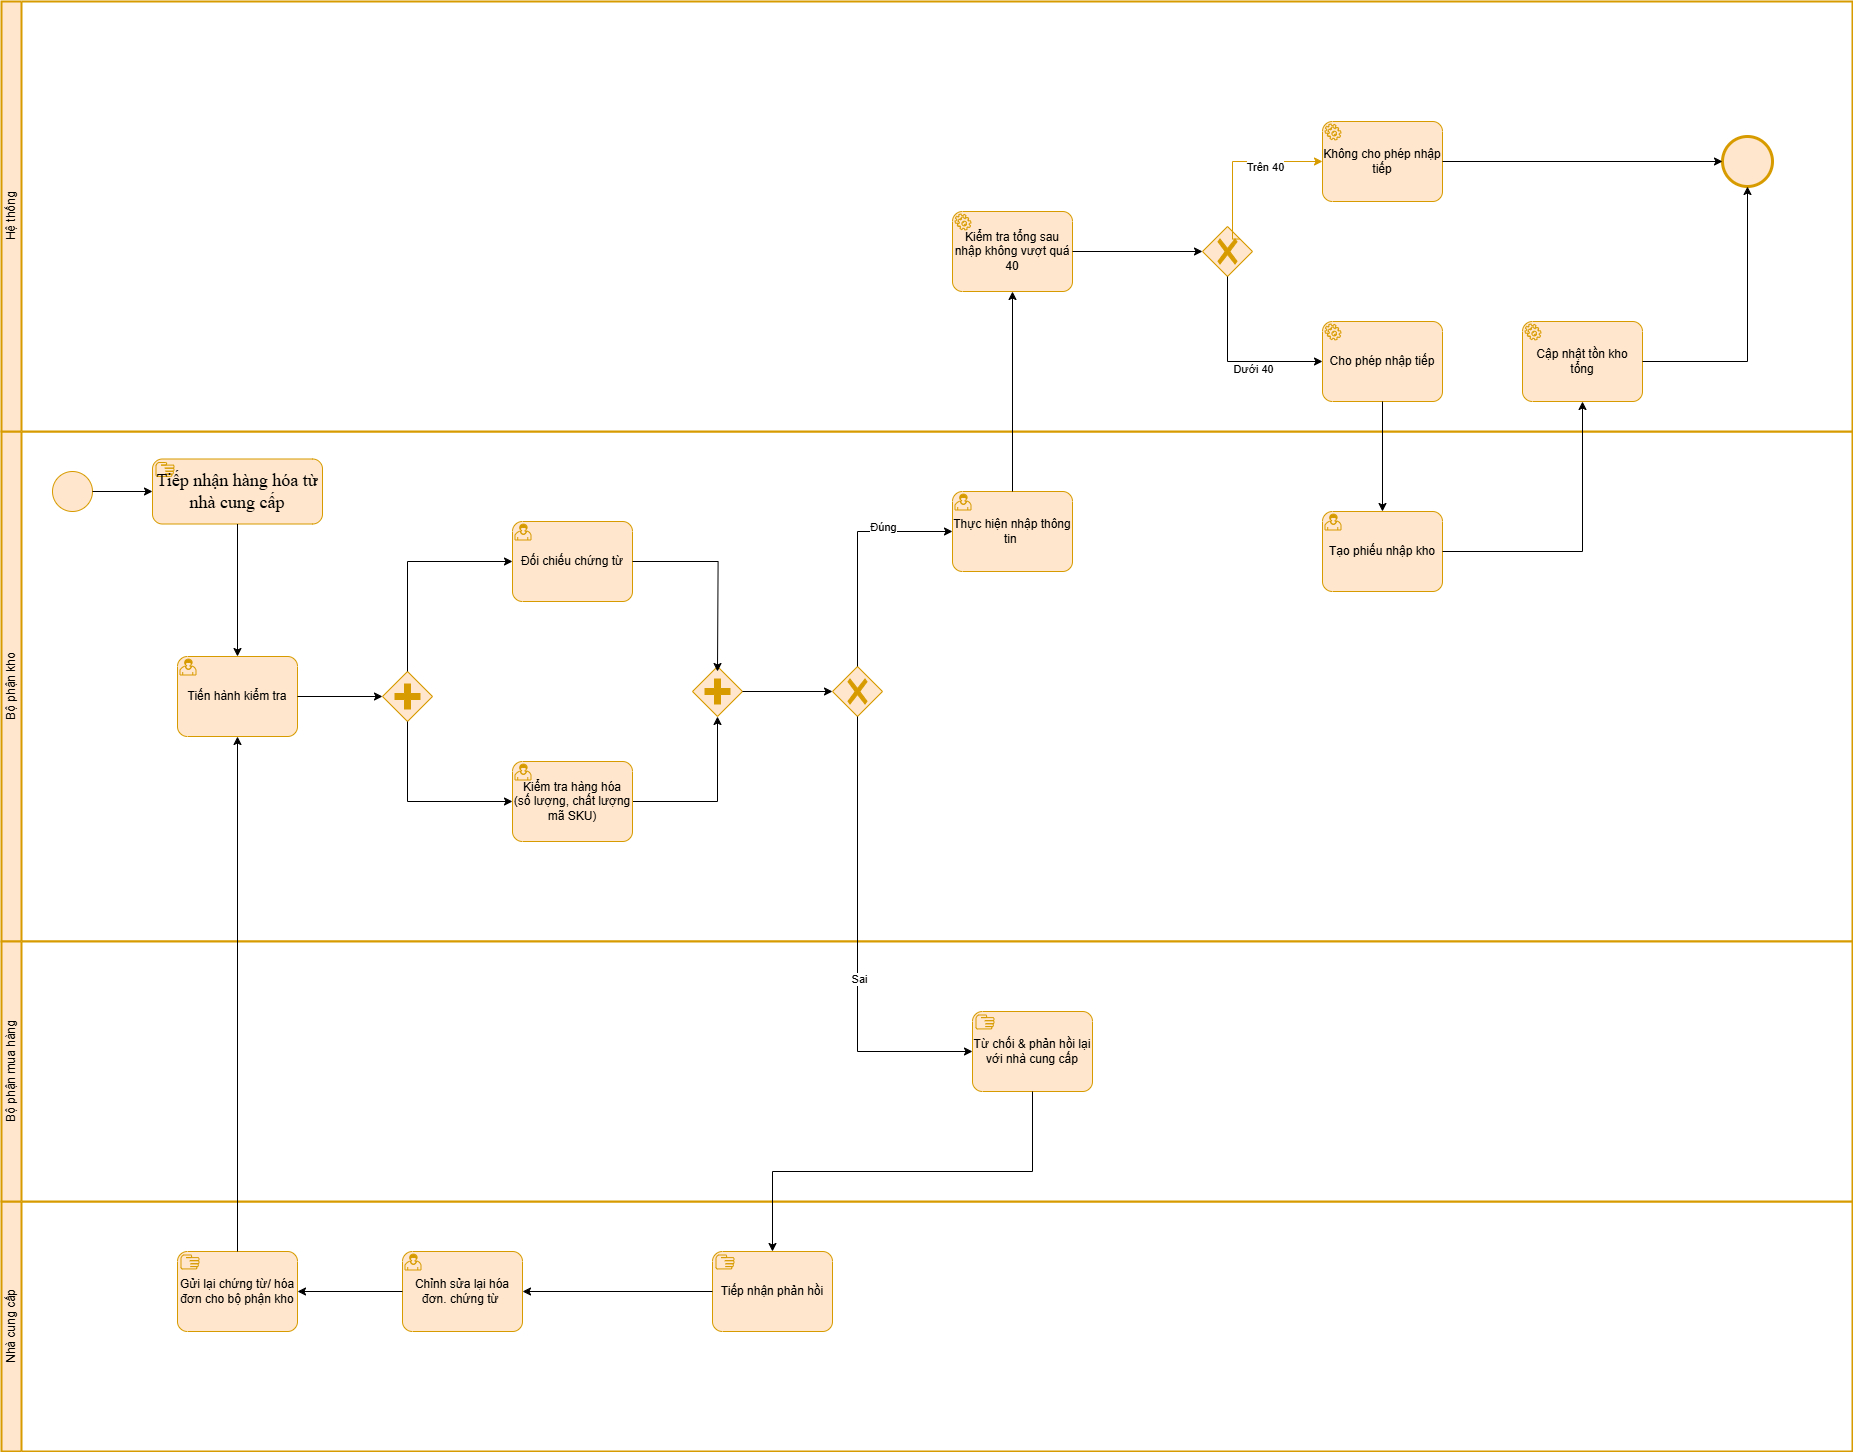 Hệ thống
Không cho phép nhập
tiếp
Trên 40
Kiểm tra tổng sau
nhập không vượt quá
40
Cho phép nhập tiếp
Dưới 40
Cập nhật tồn kho
tổng
Bộ phận kho
Tiếp nhận hàng hóa từ
nhà cung cấp
Thực hiện nhập thông
tin
Đúng
Tạo phiếu nhập kho
Đối chiếu chứng từ
Tiến hành kiểm tra
Kiểm tra hàng hóa
(số lượng, chất lượng
mã SKU)
Bộ phận mua hàng
Sai
Từ chối & phản hồi lại
với nhà cung cấp
Nhà cung cấp
Gửi lại chứng từ/ hóa
đơn cho bộ phận kho
Chỉnh sửa lại hóa
đơn. chứng từ
Tiếp nhận phản hồi